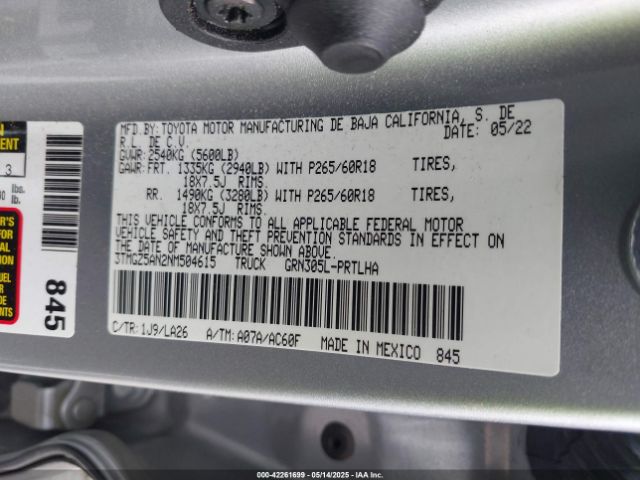 MFD.BY:TOYOTA MOTOR MANUFACTURING DE BAJA CALIFORNIA, S. DE
R.L. DE C.V. DATE: 05/22
GVWR:2540KG (5600LB)
GAWR:FRT. 1335KG (2940LB) WITH P265/60R18 TIRES,
18X7.5J RIMS.
RR. 1490KG (3280LB) WITH P265/60R18 TIRES,
18X7.5J RIMS.
THIS VEHICLE CONFORMS TO ALL APPLICABLE FEDERAL MOTOR
VEHICLE SAFETY AND THEFT PREVENTION STANDARDS IN EFFECT ON
THE DATE OF MANUFACTURE SHOWN ABOVE.
3TMGZ5AN2NM504615 TRUCK GRN305L-PRTLHA
C/TR:1J9/LA26 A/TM:A07A/AC60F MADE IN MEXICO 845
3
lbs.
lb.
845
000-42261699 - 05/14/2025 - IAAI.COM